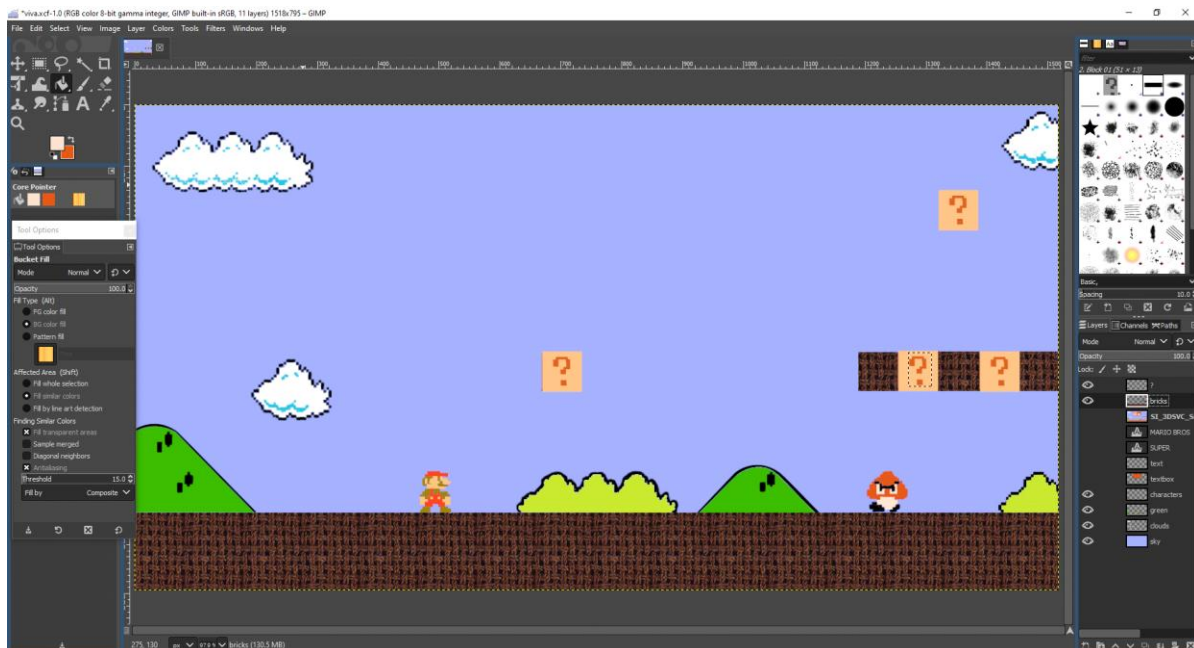 *viva.xcf-1.0 (RGB color 8-bit gamma integer, GIMP built-in sRGB, 11 layers) 1518x795 – GIMP
File Edit Select View Image Layer Colors Tools Filters Windows Help
Filter
2. Block 01 (51 × 13)
Core Pointer
Tool Options
Tool Options
Bucket Fill
Mode Normal
Opacity 100.0
Fill Type (Alt)
FG color fill
BG color fill
Pattern fill
Affected Area (Shift)
Fill whole selection
Fill similar colors
Fill by line art detection
Finding Similar Colors
Fill transparent areas
Sample merged
Diagonal neighbors
Antialiasing
Threshold 15.0
Fill by Composite
?
?
?
?
Basic,
Spacing 10.0
Layers Channels Paths
Mode Normal
Opacity 100.0
Lock:
?
bricks
SI_3DSVC_S
MARIO BROS
SUPER
text
textbox
characters
green
clouds
sky
275, 130 px 97.9 % bricks (130.5 MB)